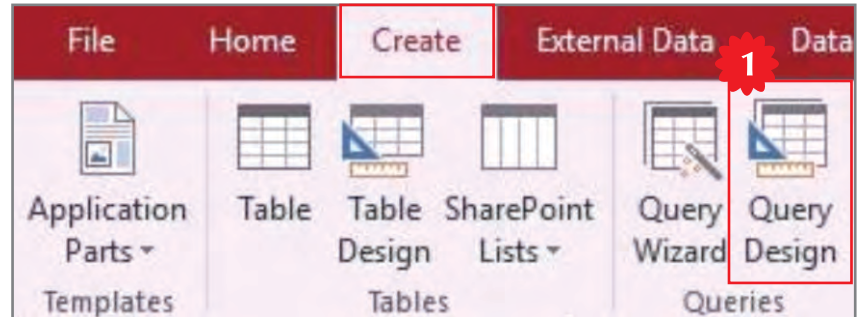 File Home Create External Data Data
1
Application Parts Table Table Design SharePoint Lists Query Wizard Query Design
Templates Tables Queries